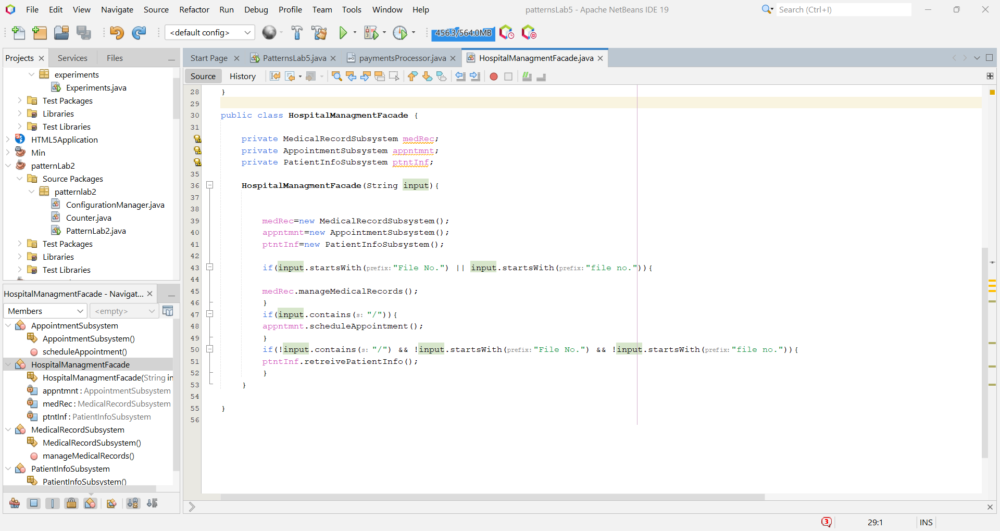 File Edit View Navigate Source Refactor Run Debug Profile Team Tools Window Help
patternsLab5 - Apache NetBeans IDE 19
Search (Ctrl+I)
<default config>
456.3/564.0MB
Projects Services Files
experiments
Experiments.java
Test Packages
Libraries
Test Libraries
HTML5Application
Min
patternLab2
Source Packages
patternlab2
ConfigurationManager.java
Counter.java
PatternLab2.java
Test Packages
Libraries
Test Libraries
HospitalManagmentFacade - Navigat...
Members <empty>
AppointmentSubsystem
AppointmentSubsystem()
scheduleAppointment()
HospitalManagmentFacade
HospitalManagmentFacade(String in
appntmnt : AppointmentSubsystem
medRec : MedicalRecordSubsystem
ptntInf : PatientInfoSubsystem
MedicalRecordSubsystem
MedicalRecordSubsystem()
manageMedicalRecords()
PatientInfoSubsystem
PatientInfoSubsystem()
Start Page PatternsLab5.java paymentsProcessor.java HospitalManagmentFacade.java
Source History
28 }
29
30 public class HospitalManagmentFacade {
31
private MedicalRecordSubsystem medRec;
private AppointmentSubsystem appntmnt;
private PatientInfoSubsystem ptntInf;
35
36 HospitalManagmentFacade(String input){
37
38
39 medRec=new MedicalRecordSubsystem();
40 appntmnt=new AppointmentSubsystem();
41 ptntInf=new PatientInfoSubsystem();
42
43 if(input.startsWith(prefix: "File No.") || input.startsWith(prefix: "file no.")){
44
45 medRec.manageMedicalRecords();
46 }
47 if(input.contains(s: "/")){
48 appntmnt.scheduleAppointment();
49 }
50 if(!input.contains(s: "/") && !input.startsWith(prefix: "File No.") && !input.startsWith(prefix: "file no.")){
51 ptntInf.retreivePatientInfo();
52 }
53 }
54
55 }
56
3 29:1 INS